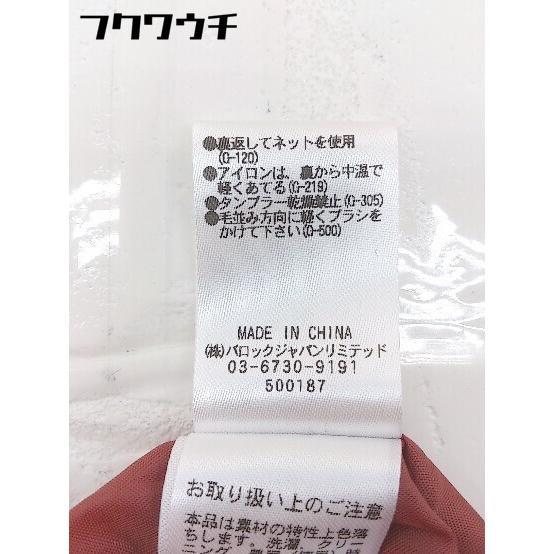 フクワウチ
●裏返してネットを使用
(G-120)
●アイロンは、裏から中温で
軽くあてる(G-219)
●タンブラー乾燥禁止(G-305)
●毛並み方向に軽くブラシを
かけて下さい(G-500)
MADE IN CHINA
(株)バロックジャパンリミテッド
03-6730-9191
500187
お取り扱い上のご注意
本品は素材の特性上色落
ちします。洗濯、クリー
ニング、